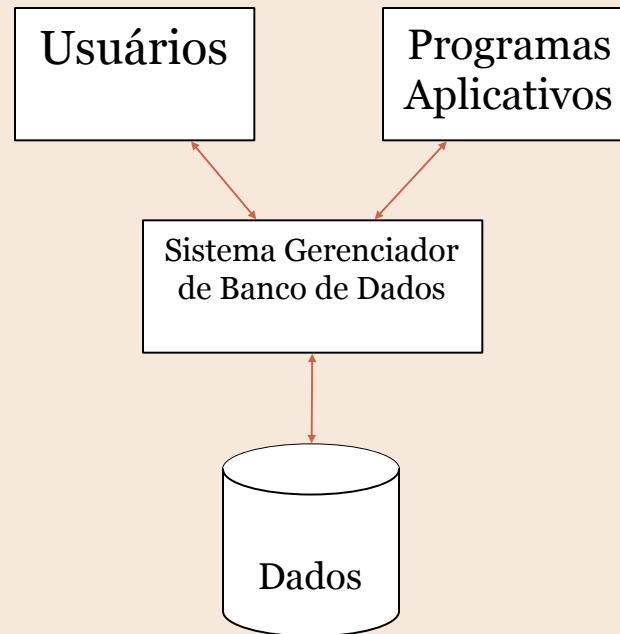 Usuários
Programas
Aplicativos
Sistema Gerenciador
de Banco de Dados
Dados